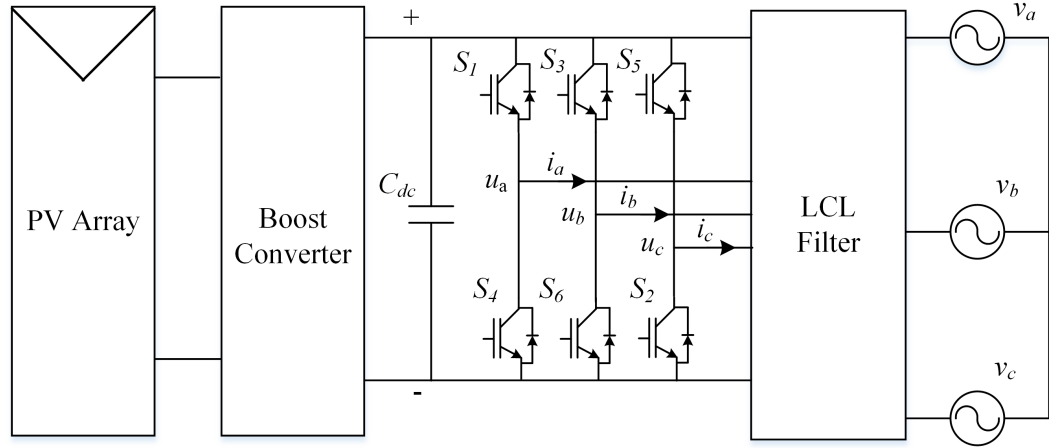 +
v_a
S_1
S_3
S_5
i_a
C_dc
u_a
v_b
PV Array
Boost
Converter
u_b
i_b
LCL
Filter
u_c
i_c
S_4
S_6
S_2
v_c
-